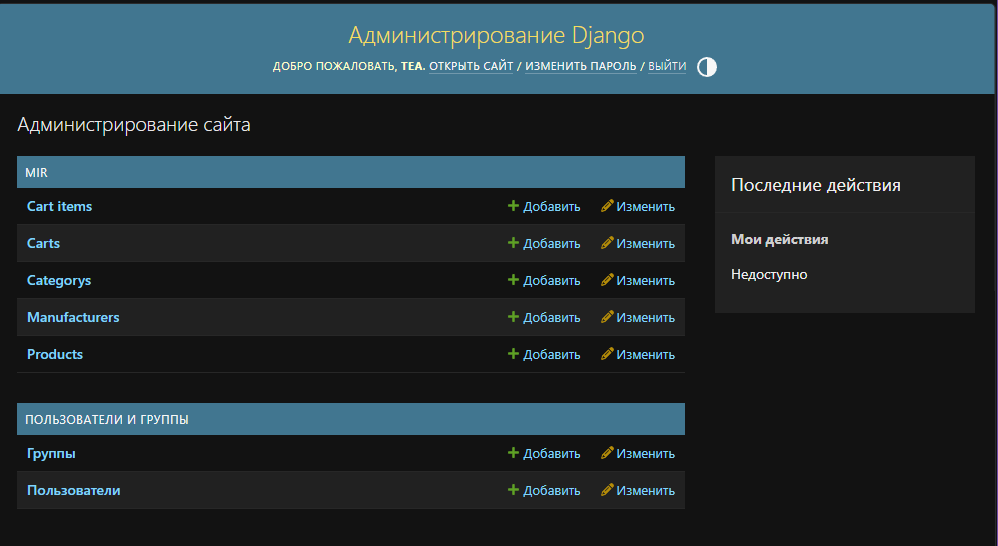 Администрирование Django
ДОБРО ПОЖАЛОВАТЬ, TEA. ОТКРЫТЬ САЙТ / ИЗМЕНИТЬ ПАРОЛЬ / ВЫЙТИ
Администрирование сайта
MIR
Cart items Добавить Изменить
Carts Добавить Изменить
Categorys Добавить Изменить
Manufacturers Добавить Изменить
Products Добавить Изменить
ПОЛЬЗОВАТЕЛИ И ГРУППЫ
Группы Добавить Изменить
Пользователи Добавить Изменить
Последние действия
Мои действия
Недоступно